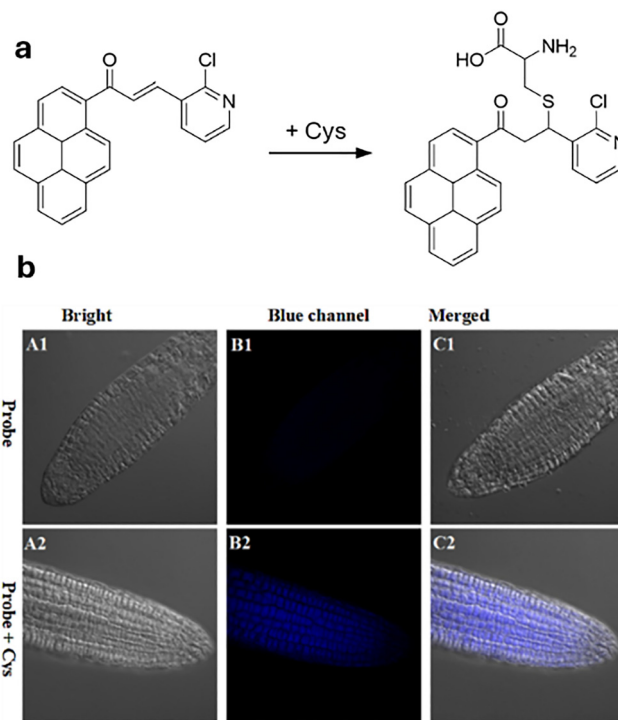 a
O
Cl
N
+ Cys
O
HO
NH₂
S
O
Cl
b
Bright Blue channel Merged
Probe
A1 B1 C1
Probe + Cys
A2 B2 C2